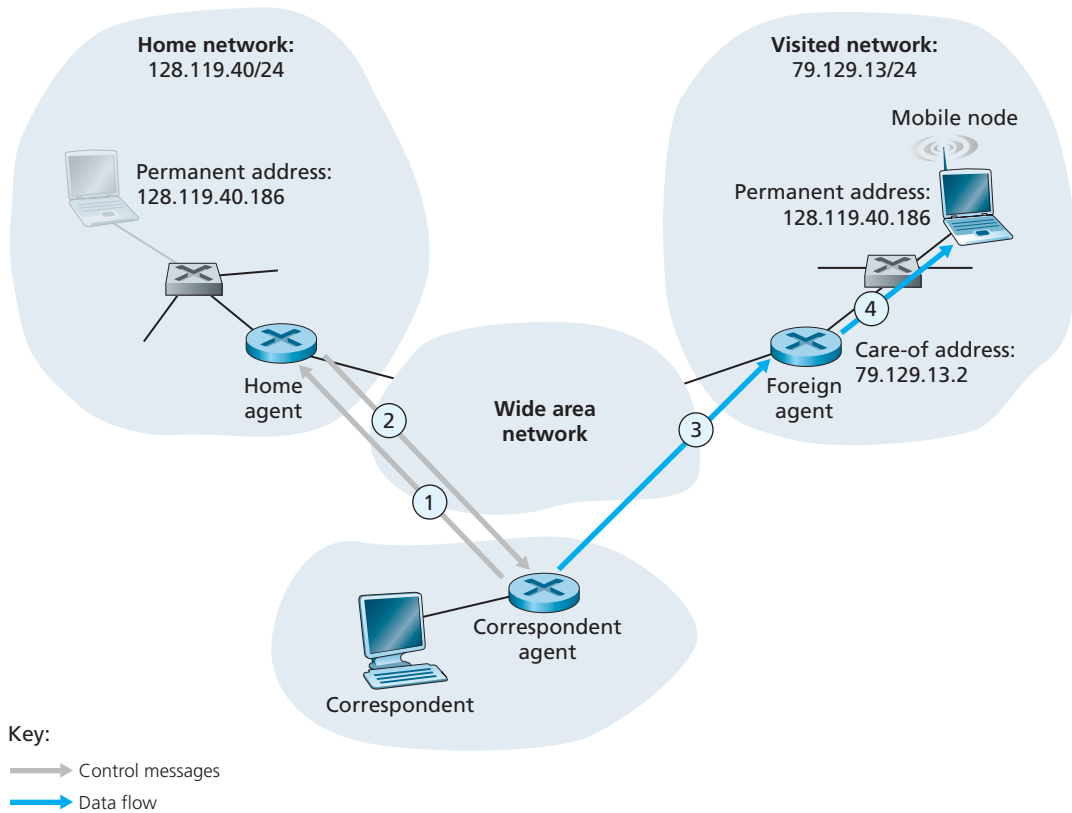 Home network:
128.119.40/24
Visited network:
79.129.13/24
Mobile node
Permanent address:
128.119.40.186
Permanent address:
128.119.40.186
4
Care-of address:
79.129.13.2
Home
agent
Foreign
agent
Wide area
network
2
3
1
Correspondent
agent
Correspondent
Key:
Control messages
Data flow